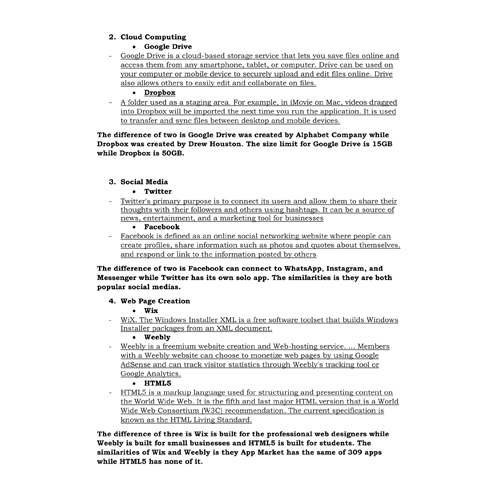 2. Cloud Computing
• Google Drive
- Google Drive is a cloud-based storage service that lets you save files online and
access them from any smartphone, tablet, or computer. Drive can be used on
your computer or mobile device to securely upload and edit files online. Drive
also allows others to easily edit and collaborate on files.
• Dropbox
- A folder used as a staging area. For example, in iMovie on Mac, videos dragged
into Dropbox will be imported the next time you run the application. It is used
to transfer and sync files between desktop and mobile devices.
The difference of two is Google Drive was created by Alphabet Company while
Dropbox was created by Drew Houston. The size limit for Google Drive is 15GB
while Dropbox is 50GB.
3. Social Media
• Twitter
- Twitter's primary purpose is to connect its users and allow them to share their
thoughts with their followers and others using hashtags. It can be a source of
news, entertainment, and a marketing tool for businesses
• Facebook
- Facebook is defined as an online social networking website where people can
create profiles, share information such as photos and quotes about themselves,
and respond or link to the information posted by others
The difference of two is Facebook can connect to WhatsApp, Instagram, and
Messenger while Twitter has its own solo app. The similarities is they are both
popular social medias.
4. Web Page Creation
• Wix
- WiX. The Windows Installer XML is a free software toolset that builds Windows
Installer packages from an XML document.
• Weebly
- Weebly is a freemium website creation and Web-hosting service. ... Members
with a Weebly website can choose to monetize web pages by using Google
AdSense and can track visitor statistics through Weebly's tracking tool or
Google Analytics.
• HTML5
- HTML5 is a markup language used for structuring and presenting content on
the World Wide Web. It is the fifth and last major HTML version that is a World
Wide Web Consortium (W3C) recommendation. The current specification is
known as the HTML Living Standard.
The difference of three is Wix is built for the professional web designers while
Weebly is built for small businesses and HTML5 is built for students. The
similarities of Wix and Weebly is they App Market has the same of 309 apps
while HTML5 has none of it.